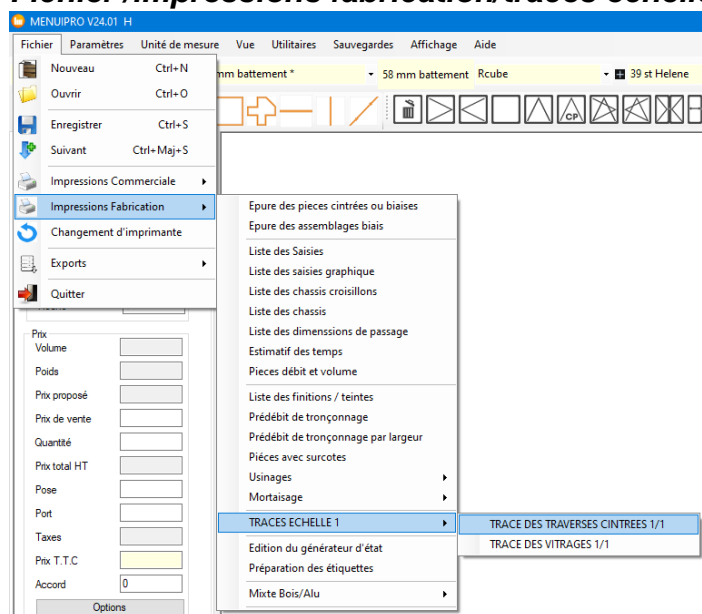 Fichier /impressions fabrication/traces echelle
MENUIPRO V24.01 H
Fichier Paramètres Unité de mesure Vue Utilitaires Sauvegardes Affichage Aide
Nouveau Ctrl+N
mm battement * 58 mm battement Rcube 39 st Helene
Ouvrir Ctrl+O
Enregistrer Ctrl+S
CP
Suivant Ctrl+Maj+S
Impressions Commerciale
Impressions Fabrication
Changement d'imprimante
Exports
Quitter
Epure des pieces cintrées ou biaises
Epure des assemblages biais
Liste des Saisies
Liste des saisies graphique
Liste des chassis croisillons
Liste des chassis
Liste des dimenssions de passage
Estimatif des temps
Pieces débit et volume
Liste des finitions / teintes
Prédébit de tronçonnage
Prédébit de tronçonnage par largeur
Piéces avec surcotes
Usinages
Mortaisage
TRACES ECHELLE 1
Edition du générateur d'état
Préparation des étiquettes
Mixte Bois/Alu
TRACE DES TRAVERSES CINTREES 1/1
TRACE DES VITRAGES 1/1
Prix
Volume
Poids
Prix proposé
Prix de vente
Quantité
Prix total HT
Pose
Port
Taxes
Prix T.T.C
Accord 0
Options